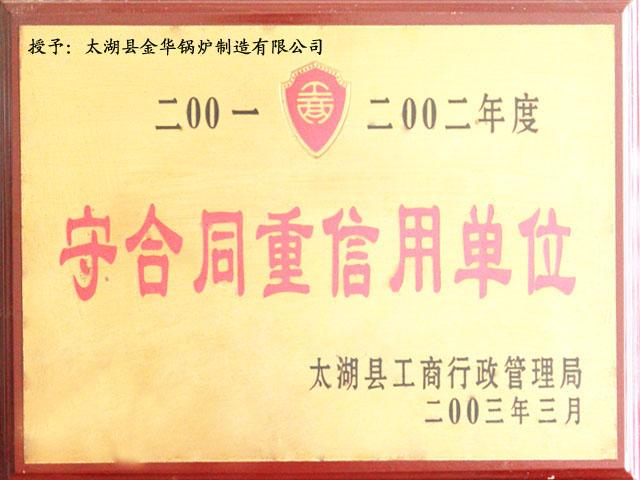 授予：太湖县金华锅炉制造有限公司
二00一 二00二年度
守合同重信用单位
太湖县工商行政管理局
二00三年三月